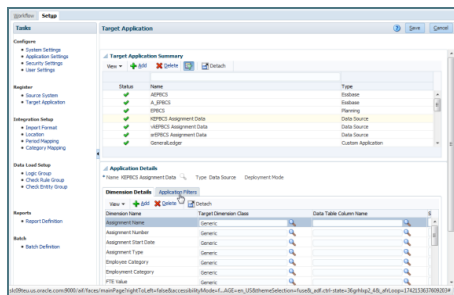 Workflow Setup
Tasks
Configure
System Settings
Application Settings
Security Settings
User Settings
Register
Source System
Target Application
Integration Setup
Import Format
Location
Period Mapping
Category Mapping
Data Load Setup
Logic Group
Check Rule Group
Check Entity Group
Reports
Report Definition
Batch
Batch Definition
Target Application
Save Cancel
Target Application Summary
View Add Delete Detach
Status Name Type
AEPBCS Essbase
A_EPBCS Essbase
EPBCS Planning
KEPBCS Assignment Data Data Source
vkEPBCS Assignment Data Data Source
srEPBCS Assignment Data Data Source
GeneralLedger Custom Application
Application Details
* Name KEPBCS Assignment Data Type Data Source Deployment Mode
Dimension Details Application Filters
View Add Delete Detach
Dimension Name Target Dimension Class Data Table Column Name
Assignment Name Generic
Assignment Number Generic
Assignment Start Date Generic
Assignment Type Generic
Employee Category Generic
Employment Category Generic
FTE Value Generic